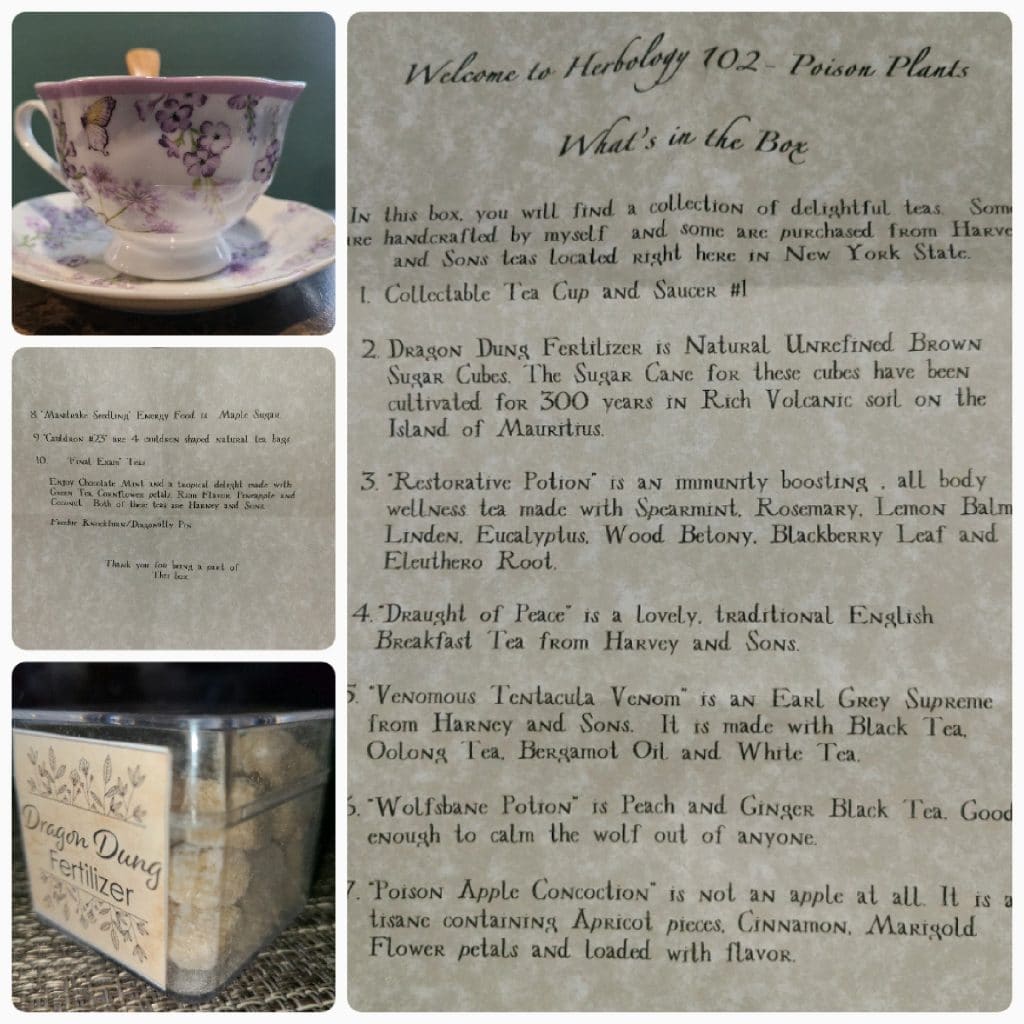 Welcome to Herbology 102 - Poison Plants
What's in the Box
In this box, you will find a collection of delightful teas. Som
re handcrafted by myself and some are purchased from Harve
and Sons teas located right here in New York State.
1. Collectable Tea Cup and Saucer #1
2. Dragon Dung Fertilizer is Natural Unrefined Brown
Sugar Cubes. The Sugar Cane for these cubes have been
cultivated for 300 years in Rich Volcanic soil on the
Island of Mauritius.
3. "Restorative Potion" is an immunity boosting , all body
wellness tea made with Spearmint, Rosemary, Lemon Balm
Linden, Eucalyptus, Wood Betony, Blackberry Leaf and
Eleuthero Root.
4. "Draught of Peace" is a lovely, traditional English
Breakfast Tea from Harvey and Sons.
5. "Venomous Tentacula Venom" is an Earl Grey Supreme
from Harney and Sons. It is made with Black Tea,
Oolong Tea, Bergamot Oil and White Tea.
6. "Wolfsbane Potion" is Peach and Ginger Black Tea. Good
enough to calm the wolf out of anyone.
7. "Poison Apple Concoction" is not an apple at all. It is a
tisane containing Apricot pieces, Cinnamon, Marigold
Flower petals and loaded with flavor.
8. "Mandrake Seedling" Energy Food is Maple Sugar
9. "Cauldron #23" are 4 cauldron shaped natural tea bags
10. "Final Exam" Teas
Enjoy Chocolate Mint and a tropical delight made with
Green Tea, Cornflower petals, Rum Flavor, Pineapple and
Coconut. Both of these teas are Harney and Sons
Freebie Knockturn/Dragonolly Pin
Thank you for being a part of
this box
Dragon Dung
Fertilizer